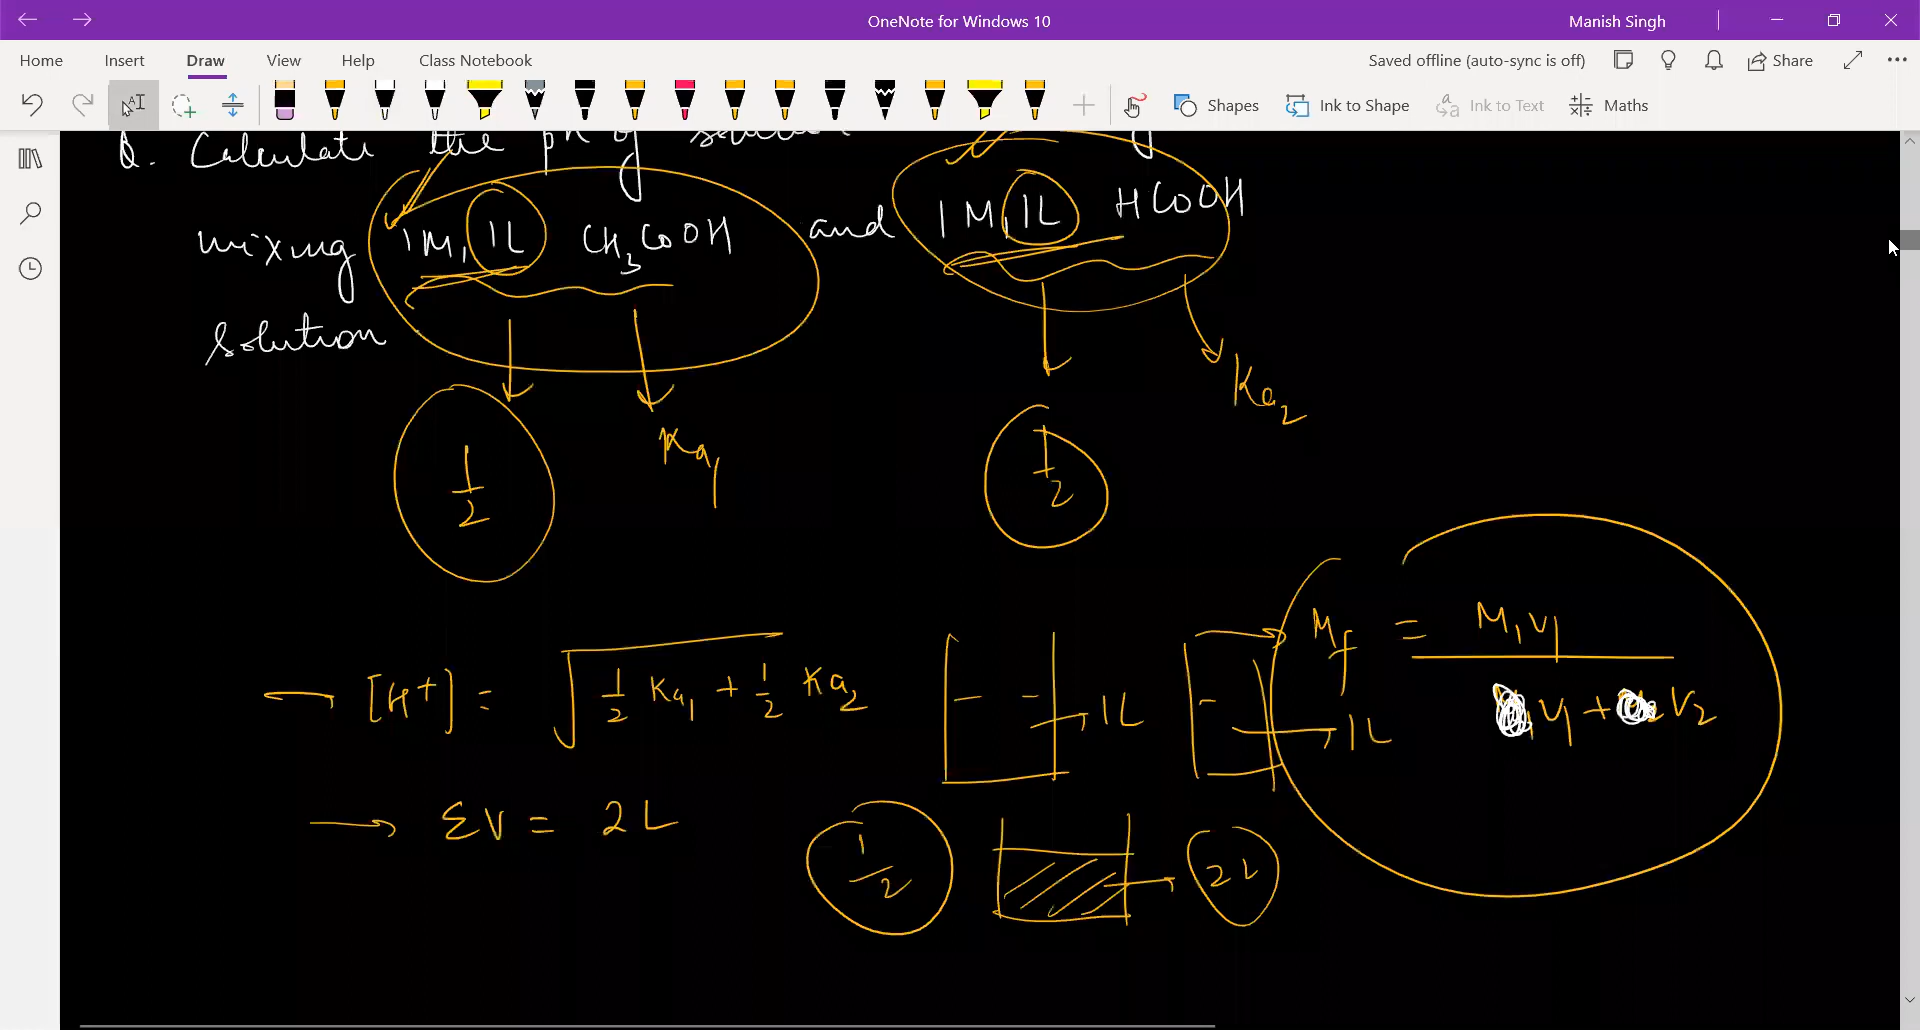 OneNote for Windows 10
Manish Singh
Home Insert Draw View Help Class Notebook
Saved offline (auto-sync is off) Share
Shapes Ink to Shape Ink to Text Maths
Q. Calculate the pH of solution
mixing 1M, 1L CH₃COOH and 1M, 1L HCOOH
solution
Ka₁ Ka₂
1/2 1/2
Mf = M₁V₁ / V₁ + V₂
[H⁺] = √(1/2 Ka₁ + 1/2 Ka₂)
1L 1L
→ ΣV = 2L
1/2 2L